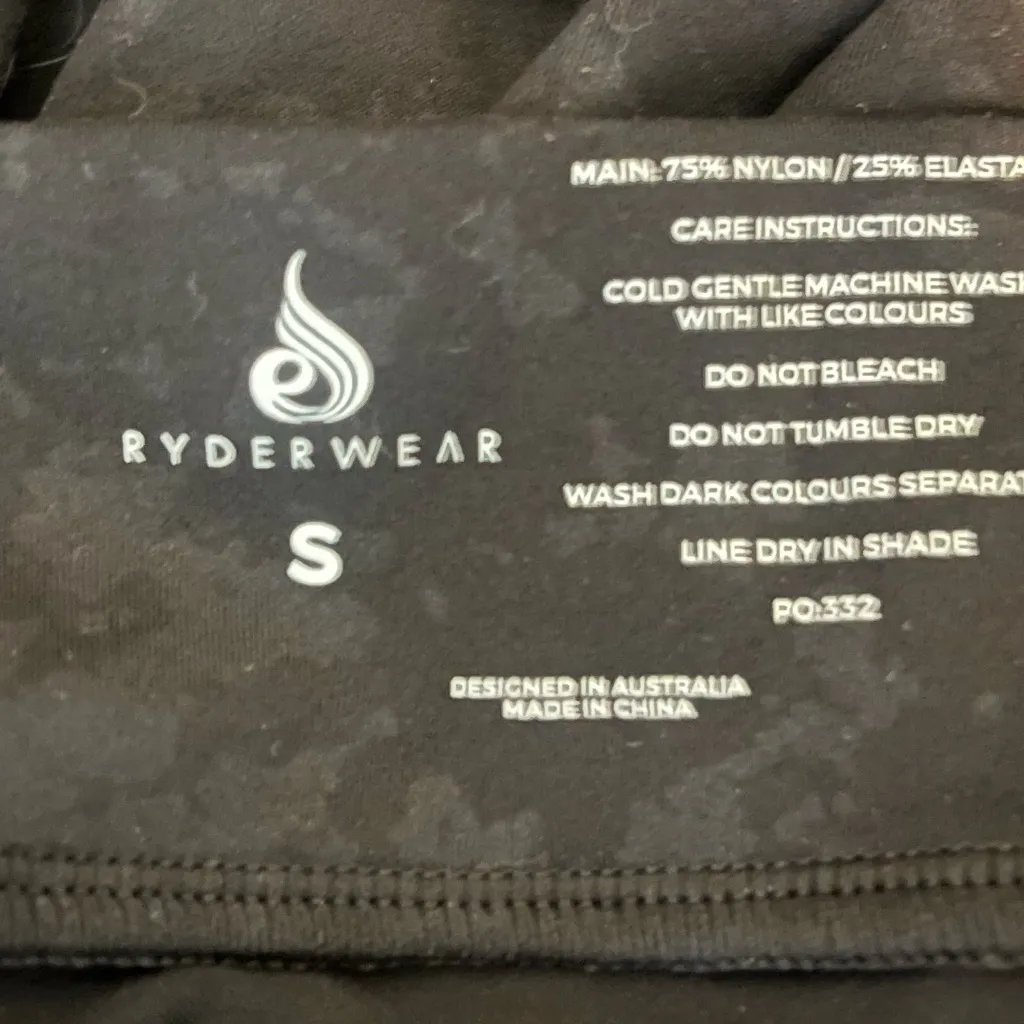 RYDERWEAR
S
MAIN: 75% NYLON // 25% ELASTA
CARE INSTRUCTIONS:
COLD GENTLE MACHINE WASH
WITH LIKE COLOURS
DO NOT BLEACH
DO NOT TUMBLE DRY
WASH DARK COLOURS SEPARAT
LINE DRY IN SHADE
PO:332
DESIGNED IN AUSTRALIA
MADE IN CHINA